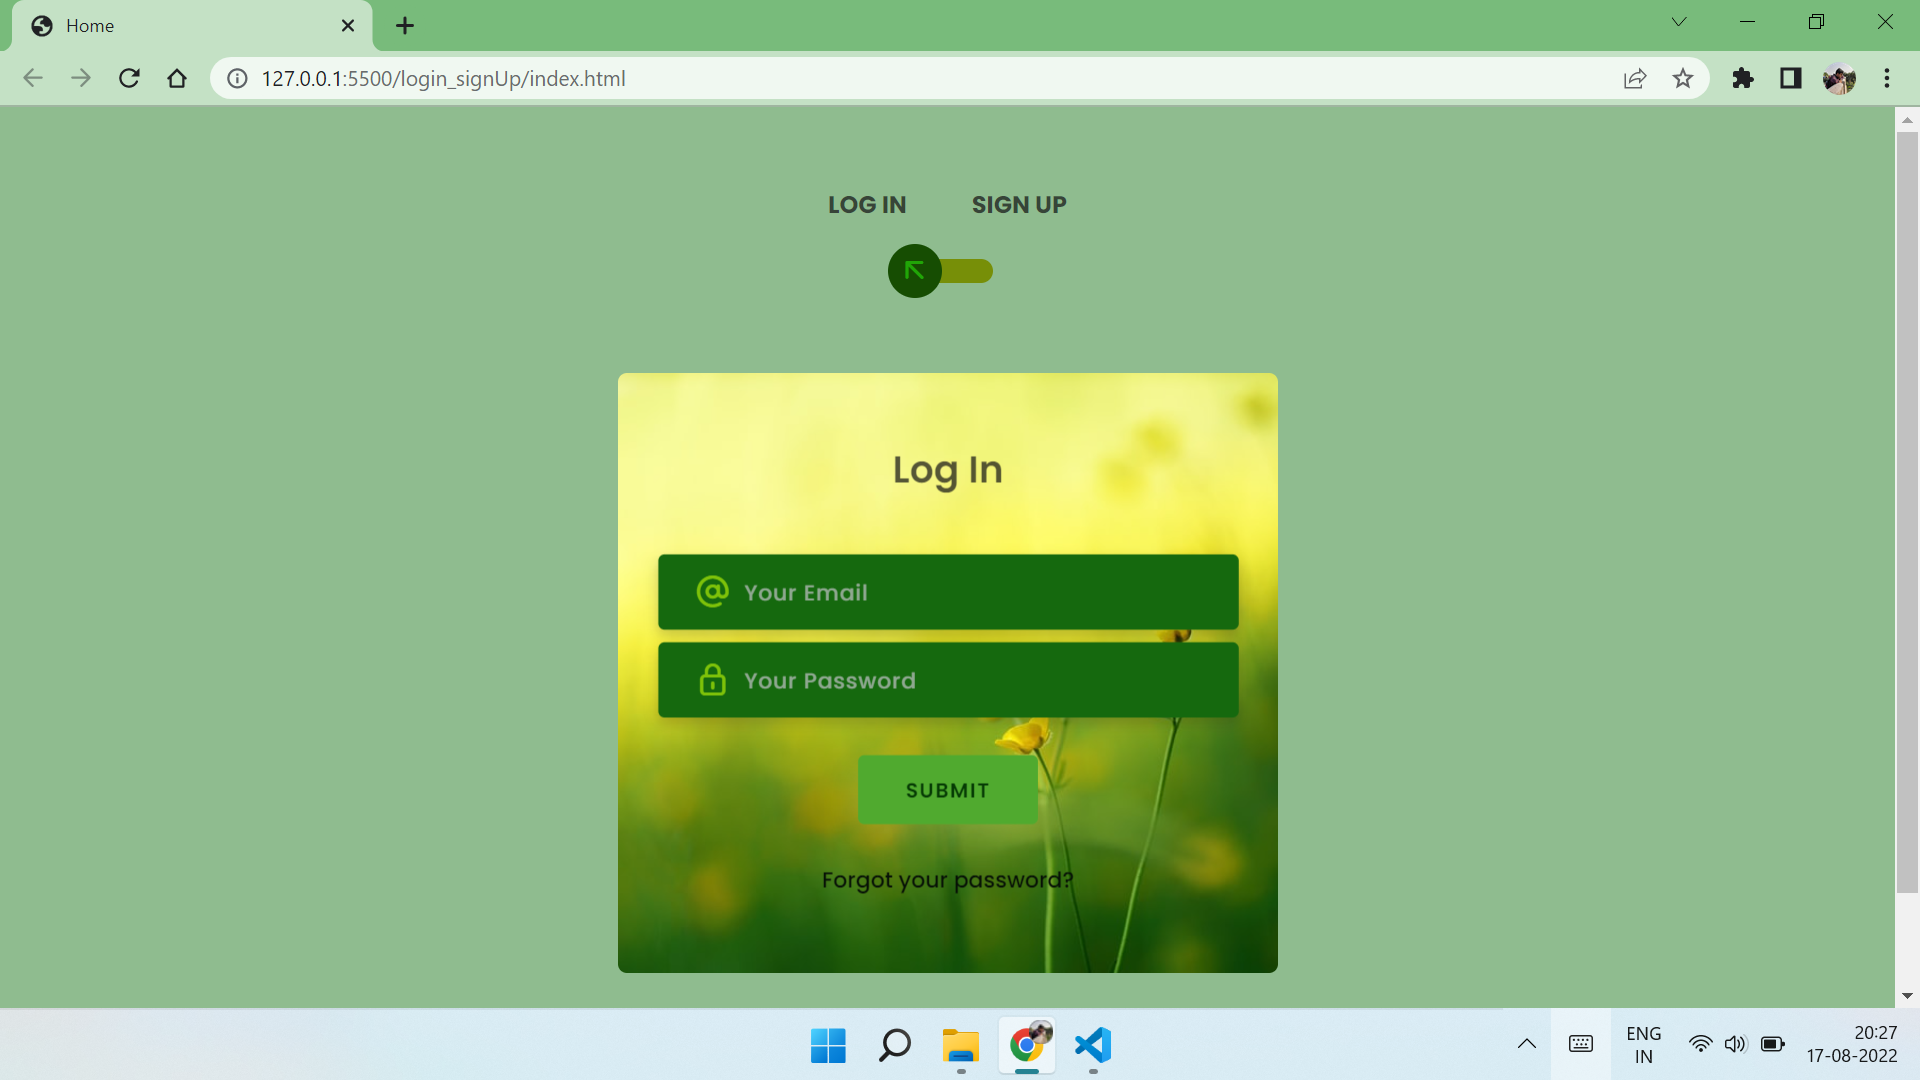 Home
127.0.0.1:5500/login_signUp/index.html
LOG IN SIGN UP
Log In
@ Your Email
Your Password
SUBMIT
Forgot your password?
ENG
IN
20:27
17-08-2022